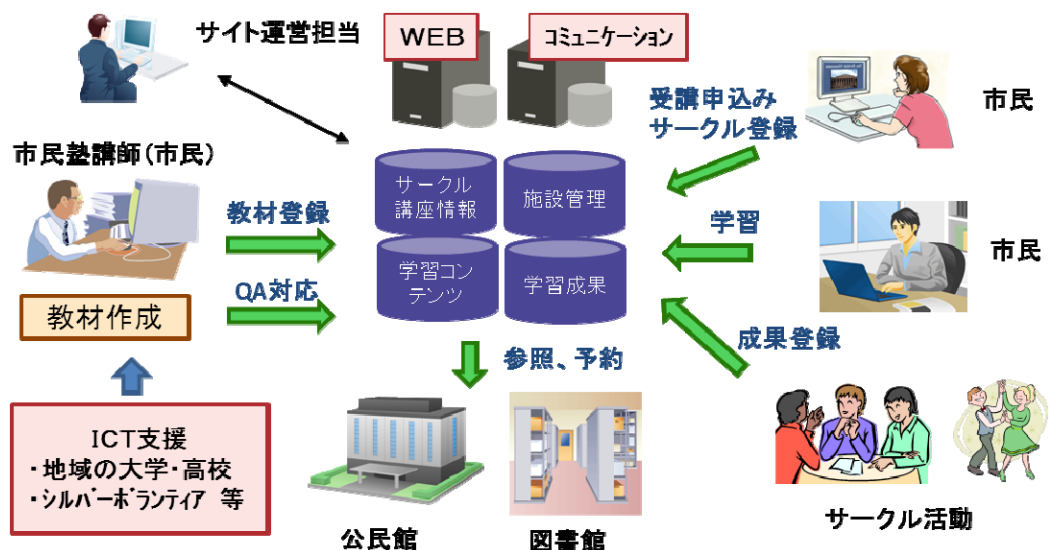 サイト運営担当
WEB
コミュニケーション
受講申込み
サークル登録
市民
市民塾講師(市民)
サークル
講座情報
施設管理
教材登録
学習
市民
学習コン
テンツ
学習成果
QA対応
教材作成
参照、予約
成果登録
ICT支援
・地域の大学・高校
・シルバーボランティア 等
公民館
図書館
サークル活動